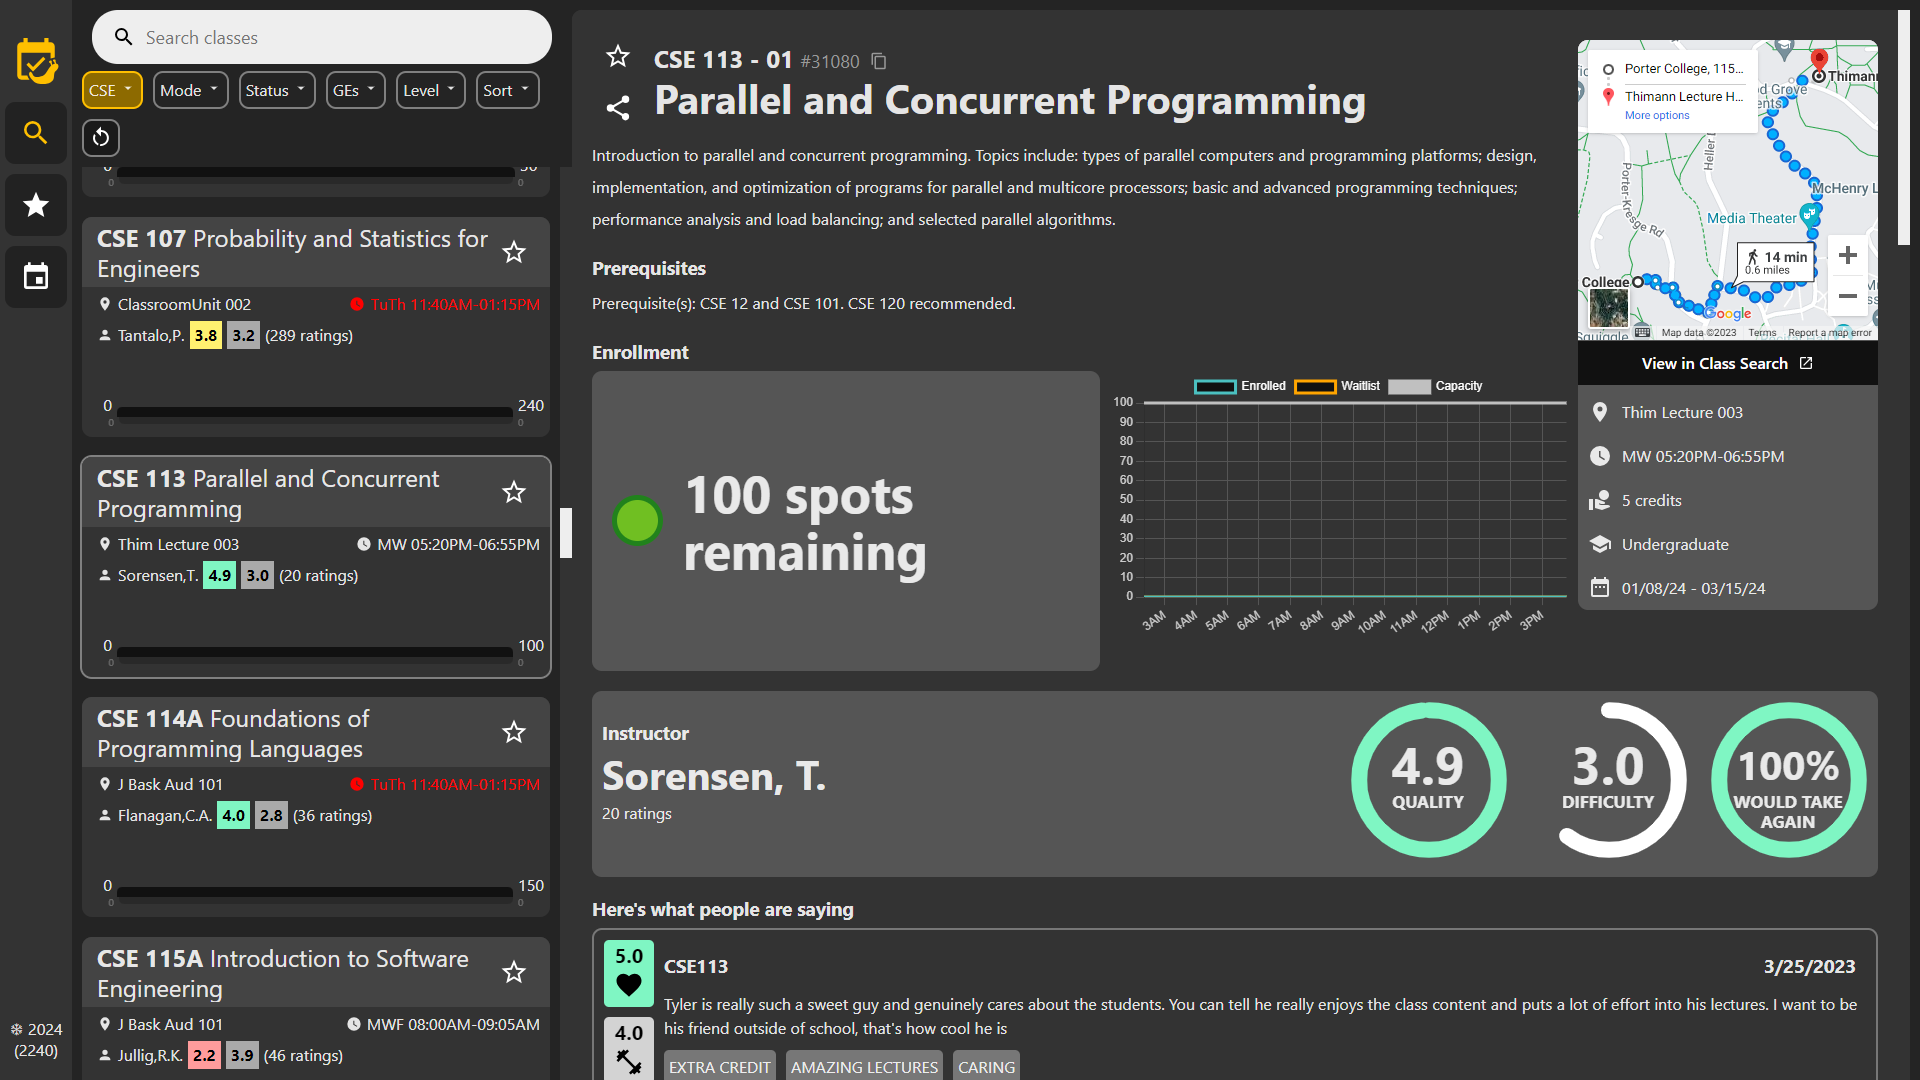 Search classes
CSE
Mode
Status
GEs
Level
Sort
0
0
0
CSE 107 Probability and Statistics for
Engineers
ClassroomUnit 002
TuTh 11:40AM-01:15PM
Tantalo,P. 3.8 3.2 (289 ratings)
0 240
0 0
CSE 113 Parallel and Concurrent
Programming
Thim Lecture 003
MW 05:20PM-06:55PM
Sorensen,T. 4.9 3.0 (20 ratings)
0 100
0 0
CSE 114A Foundations of
Programming Languages
J Bask Aud 101
TuTh 11:40AM-01:15PM
Flanagan,C.A. 4.0 2.8 (36 ratings)
0 150
0 0
CSE 115A Introduction to Software
Engineering
J Bask Aud 101
MWF 08:00AM-09:05AM
Jullig,R.K. 2.2 3.9 (46 ratings)
❄ 2024
(2240)
CSE 113 - 01 #31080
Parallel and Concurrent Programming
Introduction to parallel and concurrent programming. Topics include: types of parallel computers and programming platforms; design,
implementation, and optimization of programs for parallel and multicore processors; basic and advanced programming techniques;
performance analysis and load balancing; and selected parallel algorithms.
Prerequisites
Prerequisite(s): CSE 12 and CSE 101. CSE 120 recommended.
Enrollment
100 spots
remaining
Enrolled Waitlist Capacity
100
90
80
70
60
50
40
30
20
10
0
3AM 4AM 5AM 6AM 7AM 8AM 9AM 10AM 11AM 12PM 1PM 2PM 3PM
Porter College, 115...
Thimann Lecture H...
More options
Thimann
d Grove
ents
Heller D
McHenry L
Media Theater
Porter-Kresge Rd
14 min
0.6 miles
College
Google
Map data ©2023 Terms Report a map error
View in Class Search
Thim Lecture 003
MW 05:20PM-06:55PM
5 credits
Undergraduate
01/08/24 - 03/15/24
Instructor
Sorensen, T.
20 ratings
4.9
QUALITY
3.0
DIFFICULTY
100%
WOULD TAKE
AGAIN
Here's what people are saying
5.0
4.0
CSE113
3/25/2023
Tyler is really such a sweet guy and genuinely cares about the students. You can tell he really enjoys the class content and puts a lot of effort into his lectures. I want to be
his friend outside of school, that's how cool he is
EXTRA CREDIT AMAZING LECTURES CARING